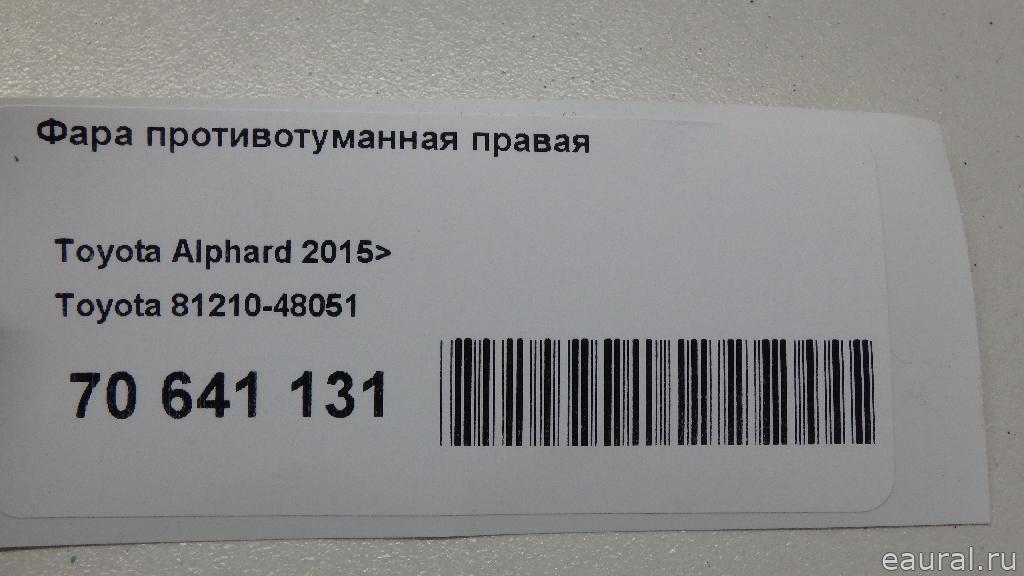 Фара противотуманная правая
Toyota Alphard 2015>
Toyota 81210-48051
70 641 131
eaural.ru